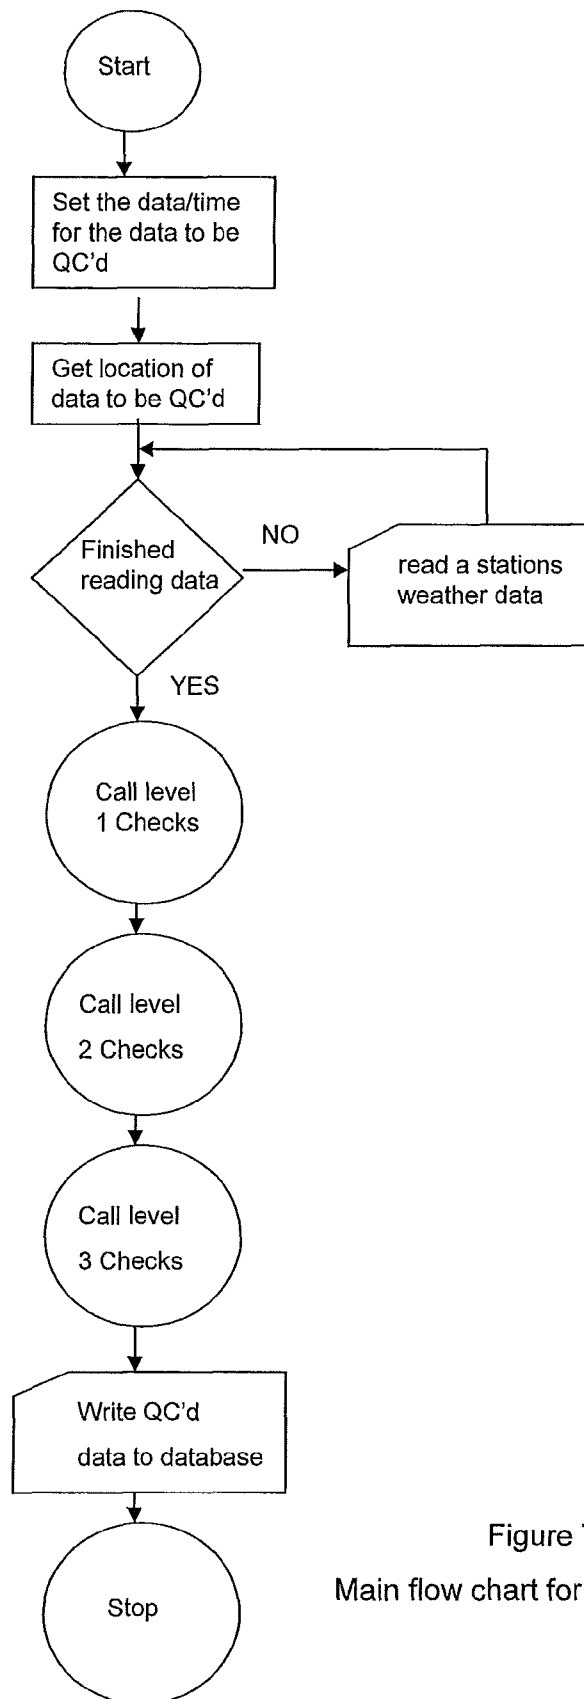 Start
Set the data/time
for the data to be
QC'd
Get location of
data to be QC'd
Finished
reading data
NO
read a stations
weather data
YES
Call level
1 Checks
Call level
2 Checks
Call level
3 Checks
Write QC'd
data to database
Stop
Figure
Main flow chart for